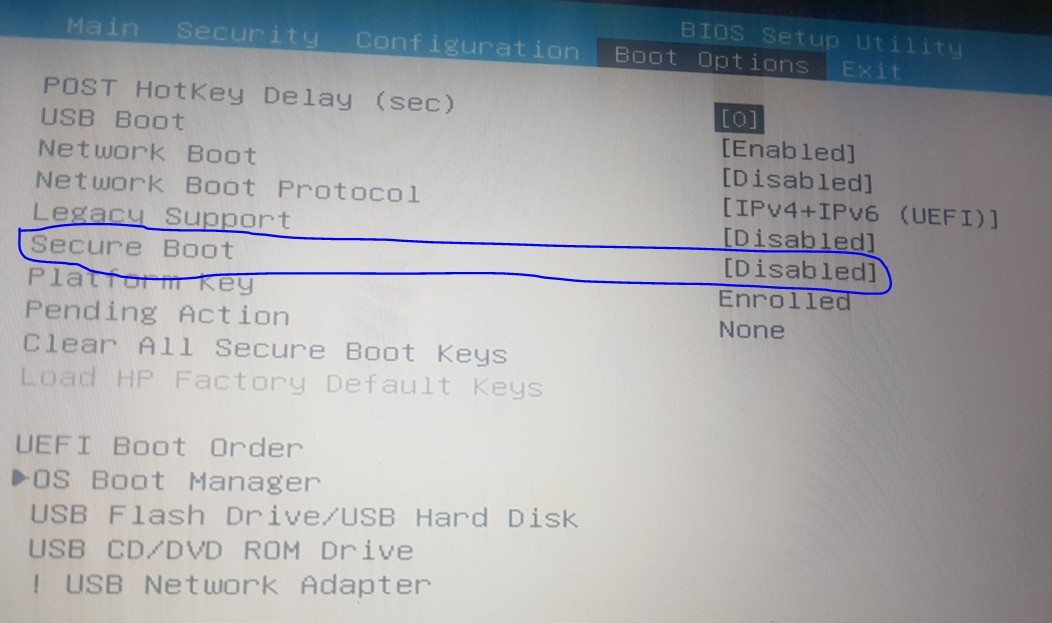 BIOS Setup Utility
Main Security Configuration Boot Options Exit
POST HotKey Delay (sec) [0]
USB Boot [Enabled]
Network Boot [Disabled]
Network Boot Protocol [IPv4+IPv6 (UEFI)]
Legacy Support [Disabled]
Secure Boot [Disabled]
Platform Key Enrolled
Pending Action None
Clear All Secure Boot Keys
Load HP Factory Default Keys
UEFI Boot Order
▶OS Boot Manager
USB Flash Drive/USB Hard Disk
USB CD/DVD ROM Drive
! USB Network Adapter